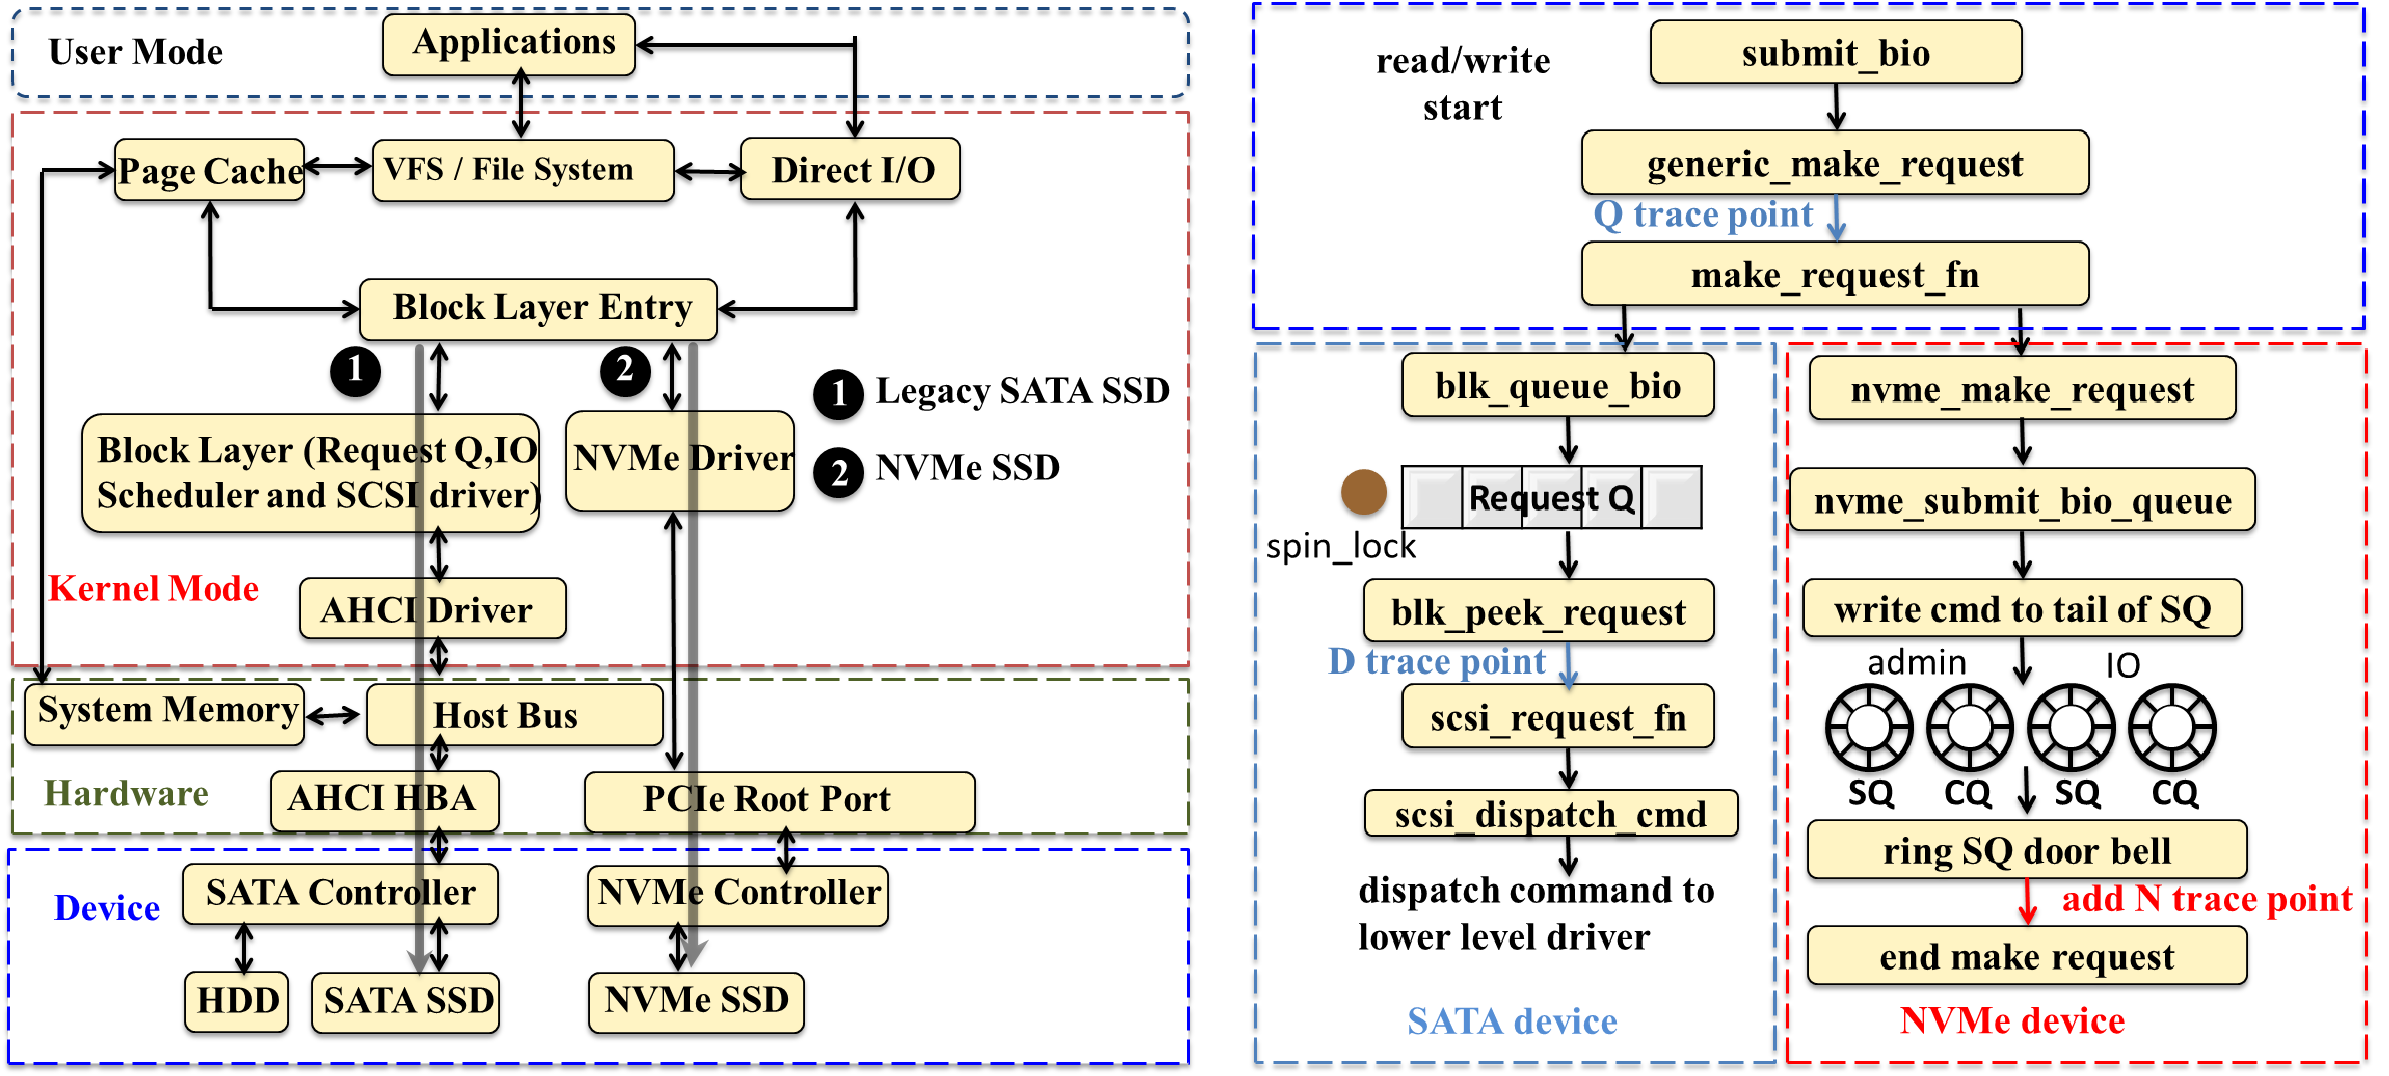 User Mode
Applications
Page Cache
VFS / File System
Direct I/O
Block Layer Entry
1
2
1 Legacy SATA SSD
2 NVMe SSD
Block Layer (Request Q,IO
Scheduler and SCSI driver)
NVMe Driver
Kernel Mode
AHCI Driver
System Memory
Host Bus
Hardware
AHCI HBA
PCIe Root Port
Device
SATA Controller
NVMe Controller
HDD
SATA SSD
NVMe SSD
read/write
start
submit_bio
generic_make_request
Q trace point
make_request_fn
blk_queue_bio
Request Q
spin_lock
blk_peek_request
D trace point
scsi_request_fn
scsi_dispatch_cmd
dispatch command to
lower level driver
SATA device
nvme_make_request
nvme_submit_bio_queue
write cmd to tail of SQ
admin IO
SQ CQ SQ CQ
ring SQ door bell
add N trace point
end make request
NVMe device